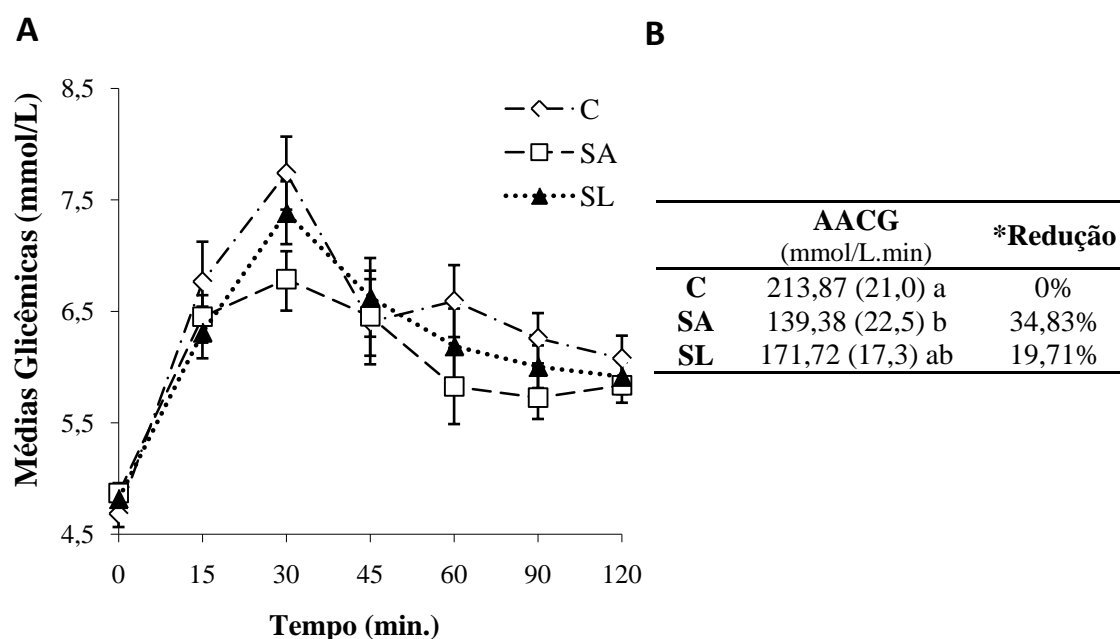 A
B
Médias Glicêmicas (mmol/L)
8,5
7,5
6,5
5,5
4,5
C
SA
SL
0 15 30 45 60 90 120
Tempo (min.)
AACG *Redução
(mmol/L.min)
C 213,87 (21,0) a 0%
SA 139,38 (22,5) b 34,83%
SL 171,72 (17,3) ab 19,71%